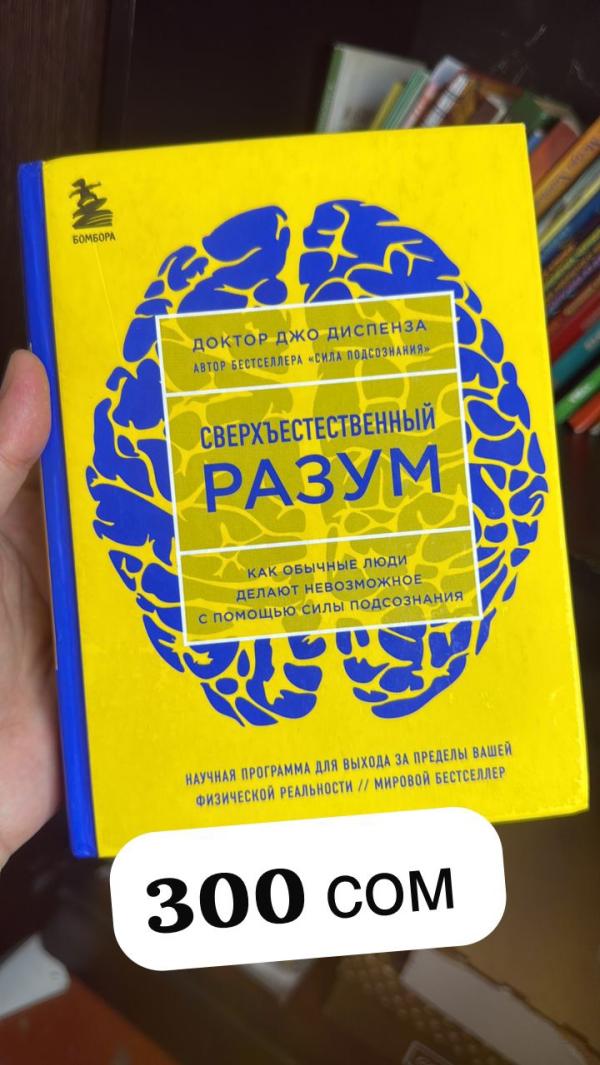 БОМБОРА
ДОКТОР ДЖО ДИСПЕНЗА
АВТОР БЕСТСЕЛЛЕРА «СИЛА ПОДСОЗНАНИЯ»
СВЕРХЪЕСТЕСТВЕННЫЙ
РАЗУМ
КАК ОБЫЧНЫЕ ЛЮДИ
ДЕЛАЮТ НЕВОЗМОЖНОЕ
С ПОМОЩЬЮ СИЛЫ ПОДСОЗНАНИЯ
НАУЧНАЯ ПРОГРАММА ДЛЯ ВЫХОДА ЗА ПРЕДЕЛЫ ВАШЕЙ
ФИЗИЧЕСКОЙ РЕАЛЬНОСТИ // МИРОВОЙ БЕСТСЕЛЛЕР
300 СОМ